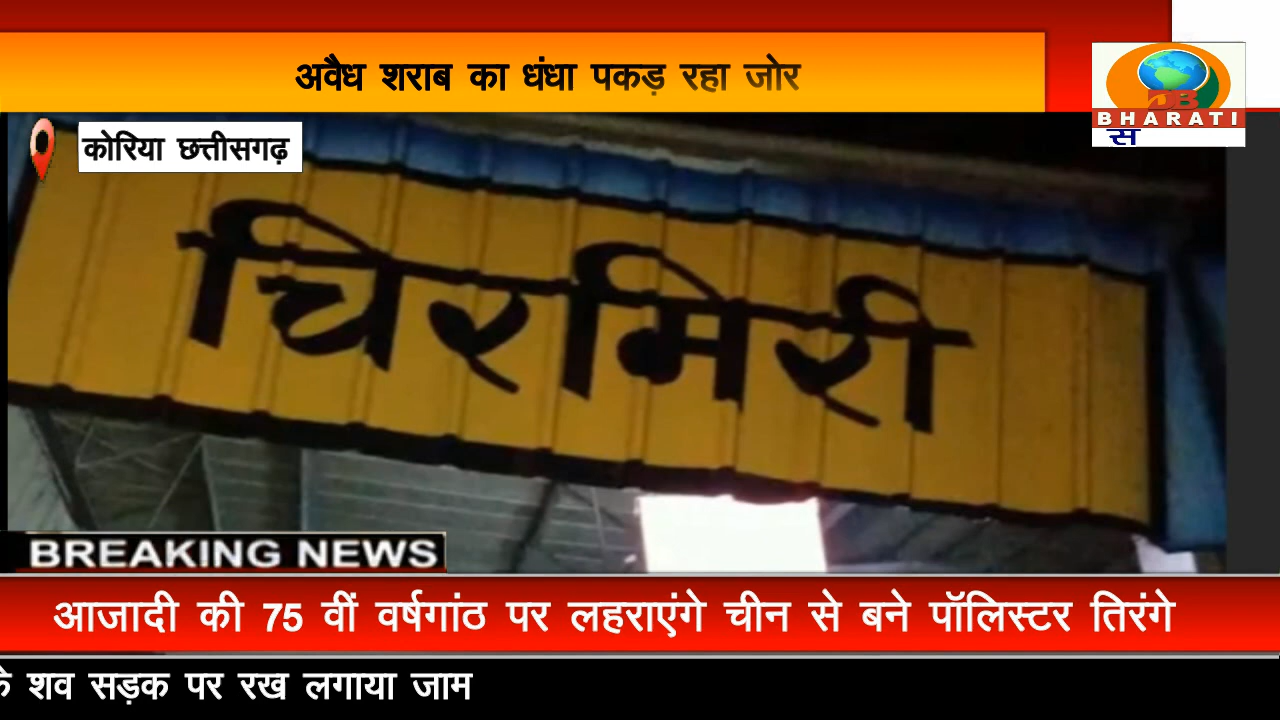 अवैध शराब का धंधा पकड़ रहा जोर
DB
BHARATI
स
कोरिया छत्तीसगढ़
चिरमिरी
BREAKING NEWS
आजादी की 75 वीं वर्षगांठ पर लहराएंगे चीन से बने पॉलिस्टर तिरंगे
के शव सड़क पर रख लगाया जाम